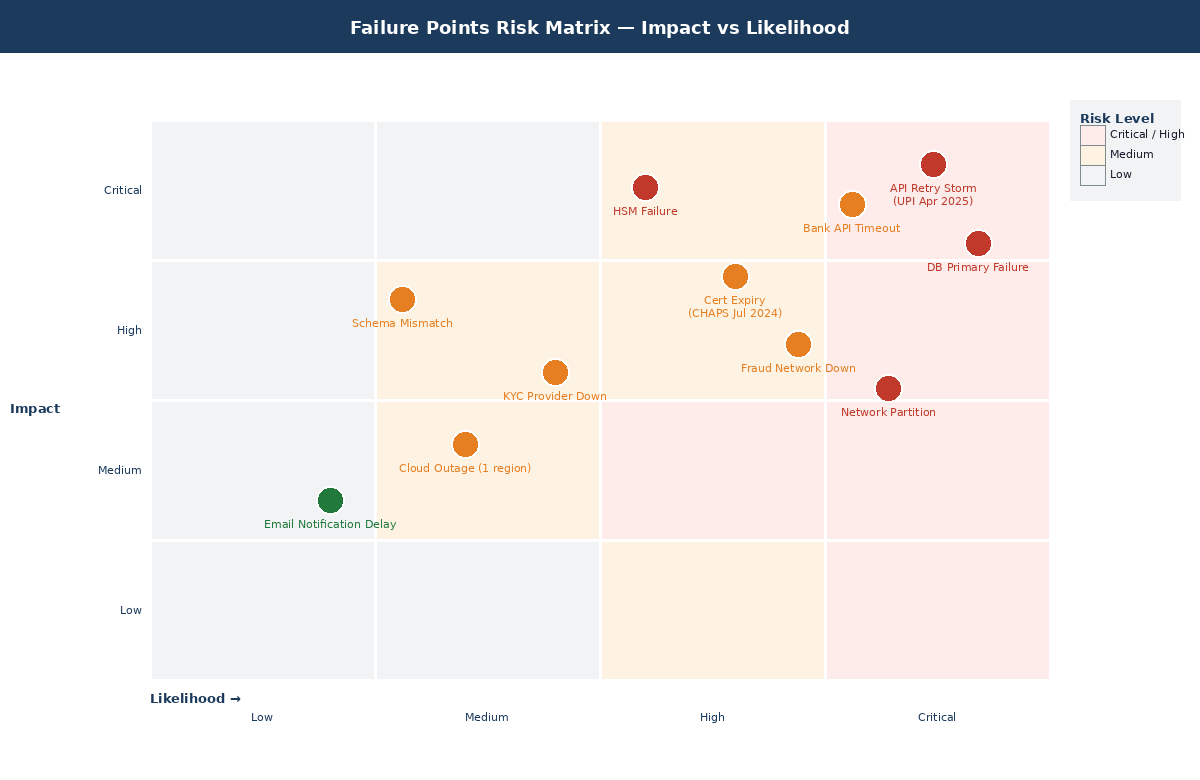 Failure Points Risk Matrix — Impact vs Likelihood
Risk Level
Critical / High
Medium
Low
Critical
High
Impact
Medium
Low
API Retry Storm
(UPI Apr 2025)
HSM Failure
Bank API Timeout
DB Primary Failure
Cert Expiry
(CHAPS Jul 2024)
Schema Mismatch
Fraud Network Down
KYC Provider Down
Network Partition
Cloud Outage (1 region)
Email Notification Delay
Likelihood →
Low
Medium
High
Critical